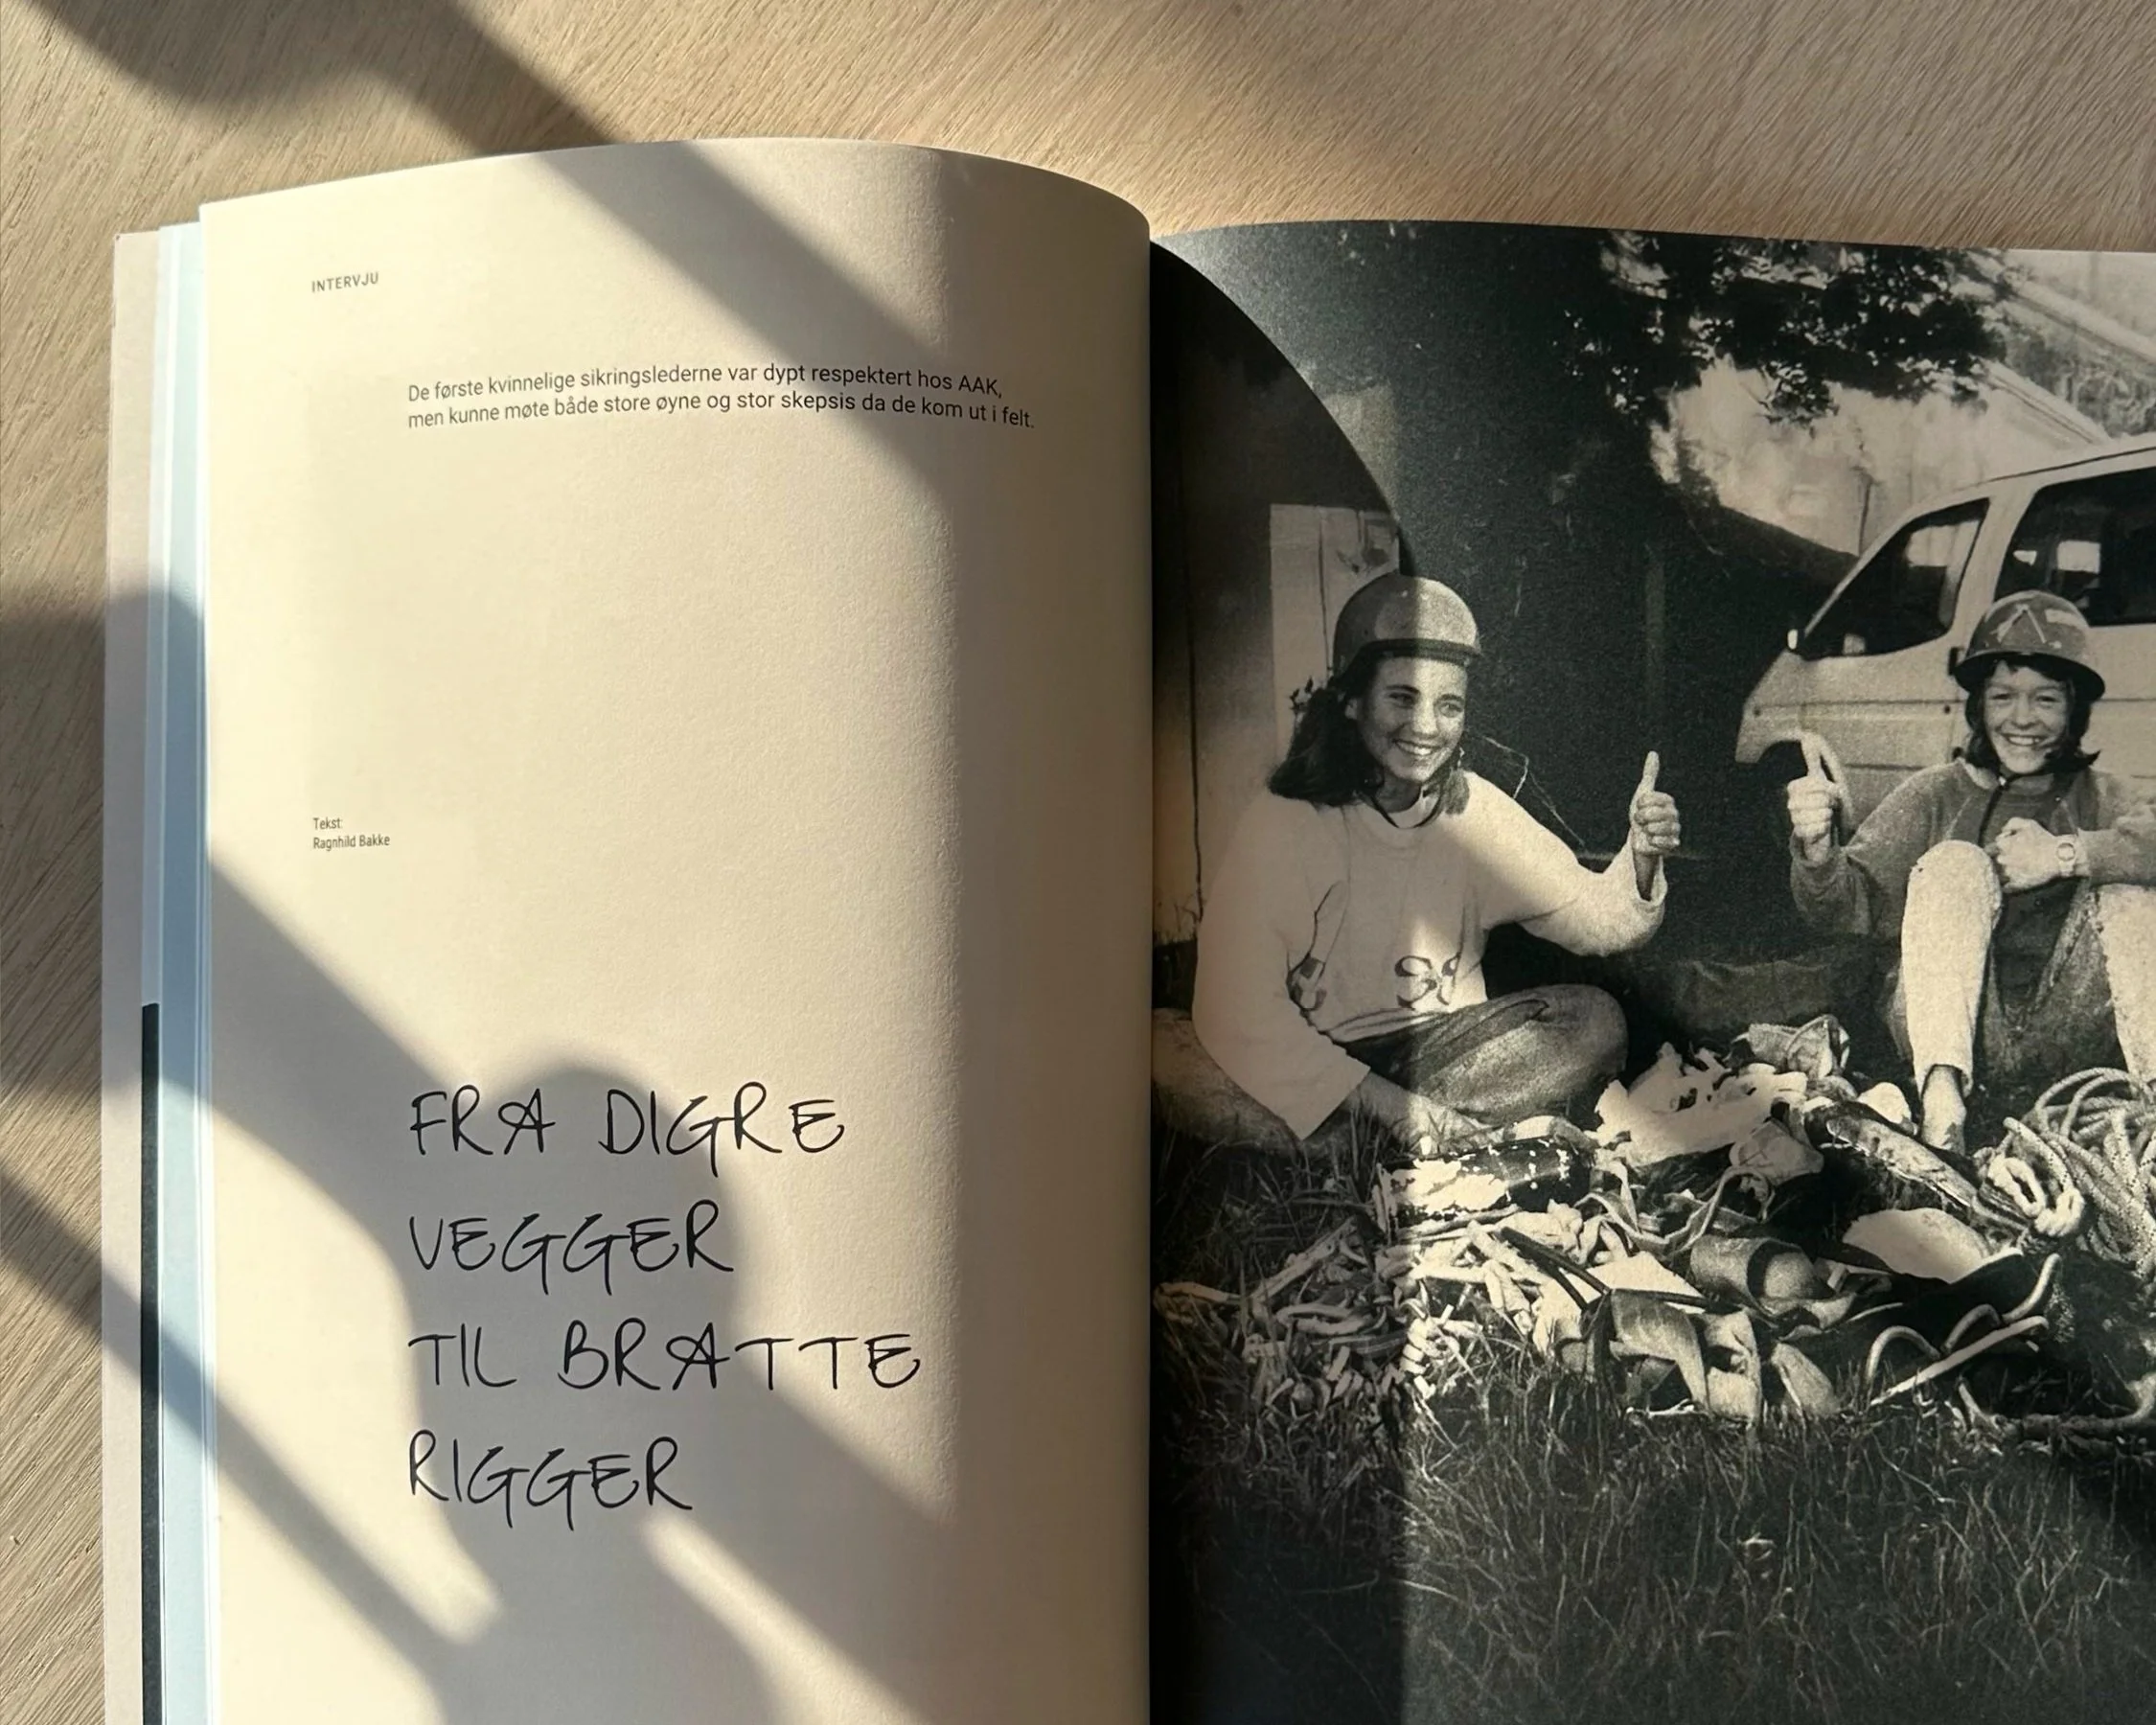 INTERVJU
De første kvinnelige sikringslederne var dypt respektert hos AAK,
men kunne møte både store øyne og stor skepsis da de kom ut i felt.
Tekst:
Ragnhild Bakke
FRA DIGRE
VEGGER
TIL BRATTE
RIGGER